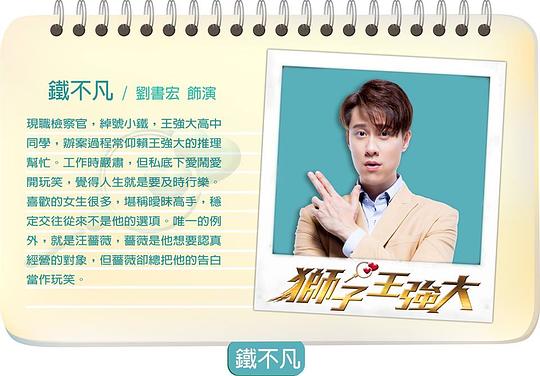 鐵不凡 / 劉書宏 飾演
現職檢察官，綽號小鐵，王強大高中
同學，辦案過程常仰賴王強大的推理
幫忙。工作時嚴肅，但私底下愛鬧愛
開玩笑，覺得人生就是要及時行樂。
喜歡的女生很多，堪稱曖昧高手，穩
定交往從來不是他的選項。唯一的例
外，就是汪薔薇，薔薇是他想要認真
經營的對象，但薔薇卻總把他的告白
當作玩笑。
獅子王強大
鐵不凡